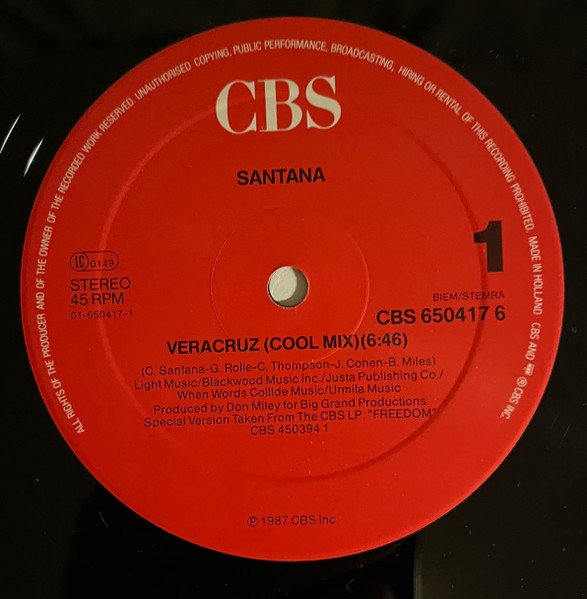 ALL RIGHTS OF THE PRODUCER AND OF THE OWNER OF THE RECORDED WORK RESERVED. UNAUTHORISED COPYING, PUBLIC PERFORMANCE, BROADCASTING, HIRING OR RENTAL OF THIS RECORDING PROHIBITED. MADE IN HOLLAND CBS AND ℗ CBS INC.
CBS
SANTANA
1
LC 0149
STEREO
45 RPM
01-650417-1
BIEM/STEMRA
CBS 650417 6
VERACRUZ (COOL MIX)(6:46)
(C. Santana-G. Rolle-C. Thompson-J. Cohen-B. Miles)
Light Music/Blackwood Music Inc./Justa Publishing Co./
When Words Collide Music/Urmila Music
Produced by Don Miley for Big Grand Productions
Special Version Taken From The CBS LP: "FREEDOM"
CBS 450394 1
℗ 1987 CBS Inc.